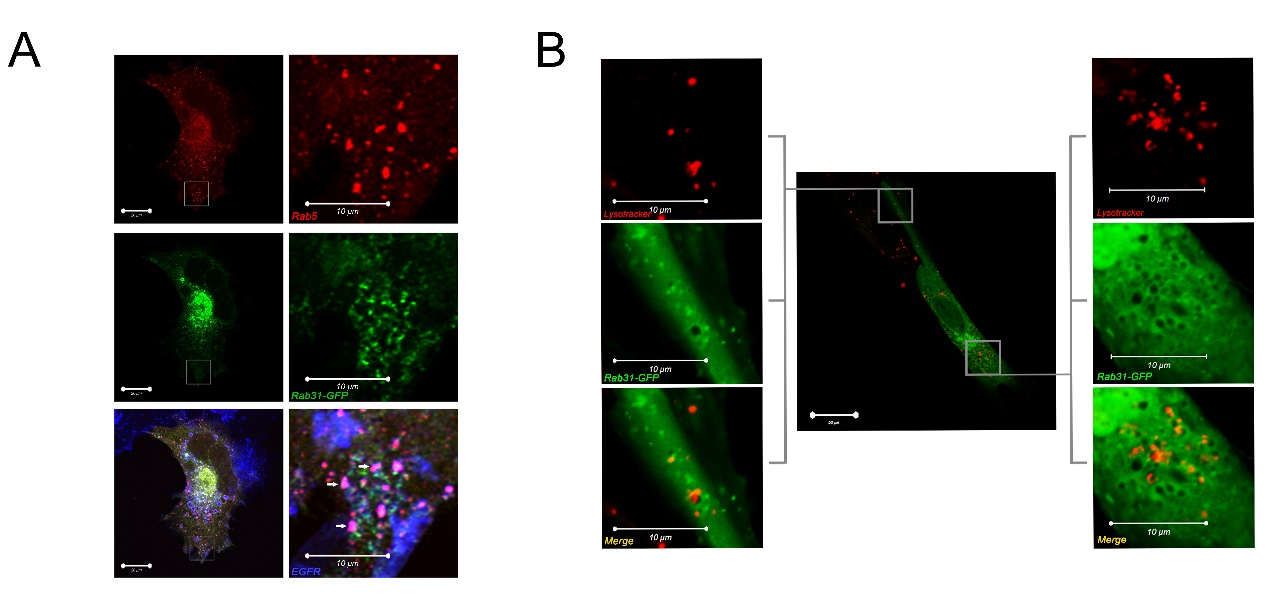 A
B
Rab5
10 µm
Rab31-GFP
10 µm
EGFR
10 µm
Lysotracker
10 µm
Rab31-GFP
10 µm
Merge
10 µm
Lysotracker
10 µm
Rab31-GFP
10 µm
Merge
10 µm